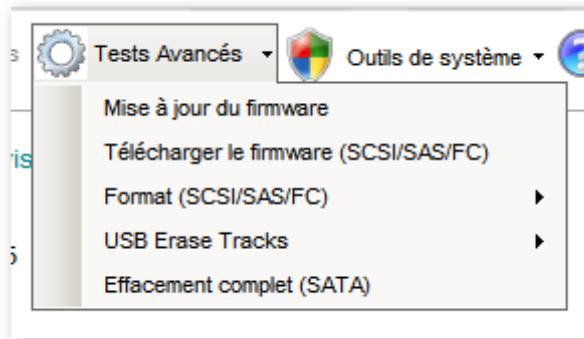 Tests Avancés
Outils de système
Mise à jour du firmware
Télécharger le firmware (SCSI/SAS/FC)
Format (SCSI/SAS/FC)
USB Erase Tracks
Effacement complet (SATA)